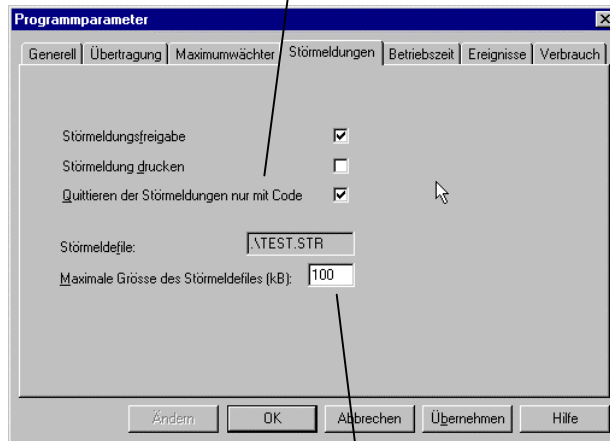 Programmparameter
Generell Übertragung Maximumwächter Störmeldungen Betriebszeit Ereignisse Verbrauch
Störmeldungsfreigabe
Störmeldung drucken
Quittieren der Störmeldungen nur mit Code
Störmeldefile: .\TEST.STR
Maximale Grösse des Störmeldefiles (kB): 100
Ändern OK Abbrechen Übernehmen Hilfe